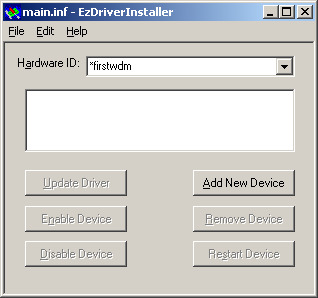 main.inf - EzDriverInstaller
File Edit Help
Hardware ID: *firstwdm
Update Driver Add New Device
Enable Device Remove Device
Disable Device Restart Device